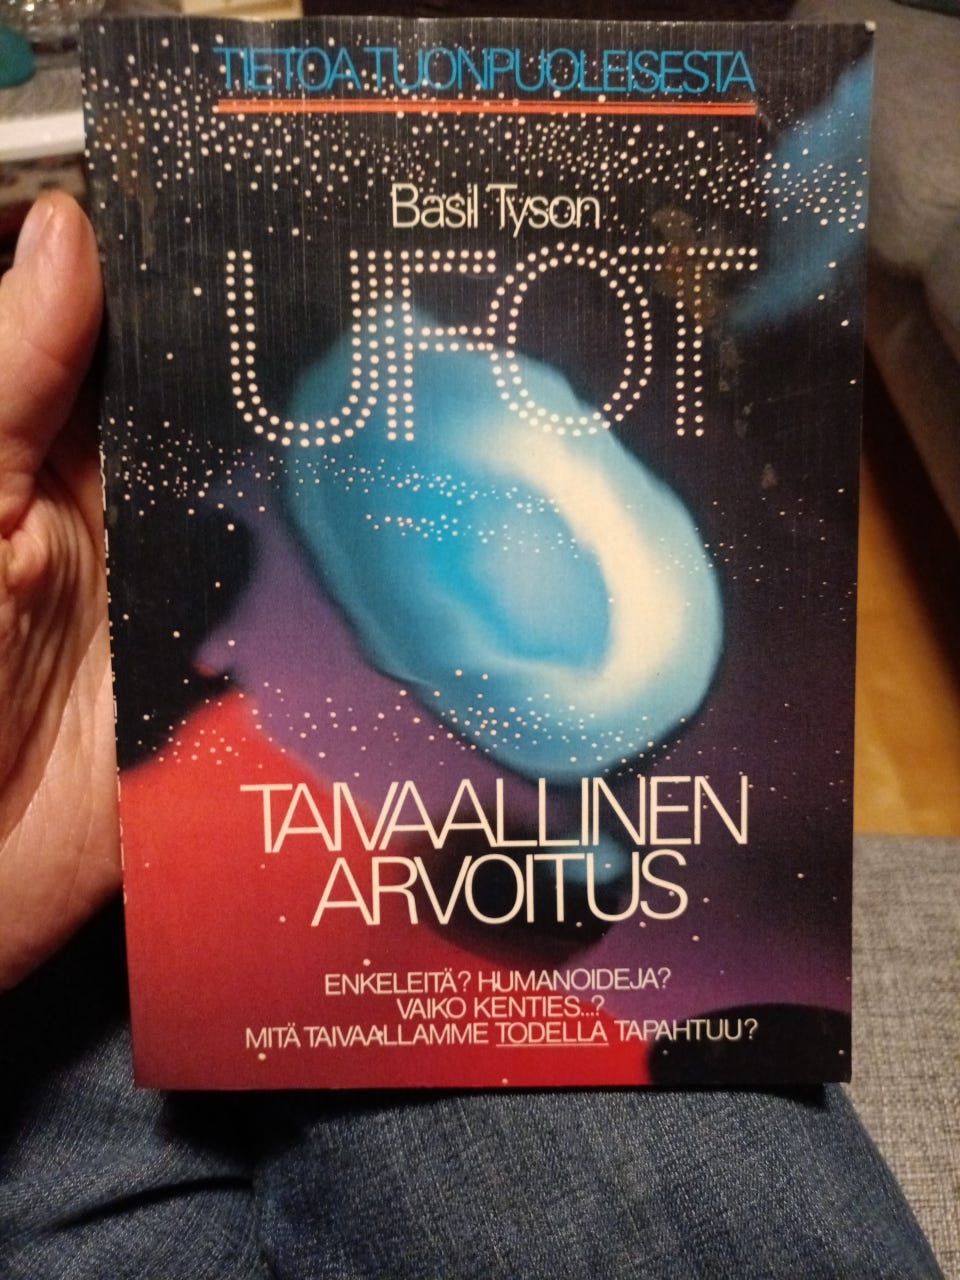 TIETOA TUONPUOLEISESTA
Basil Tyson
UFOT
TAIVAALLINEN
ARVOITUS
ENKELEITÄ? HUMANOIDEJA?
VAIKO KENTIES...?
MITÄ TAIVAALLAMME TODELLA TAPAHTUU?